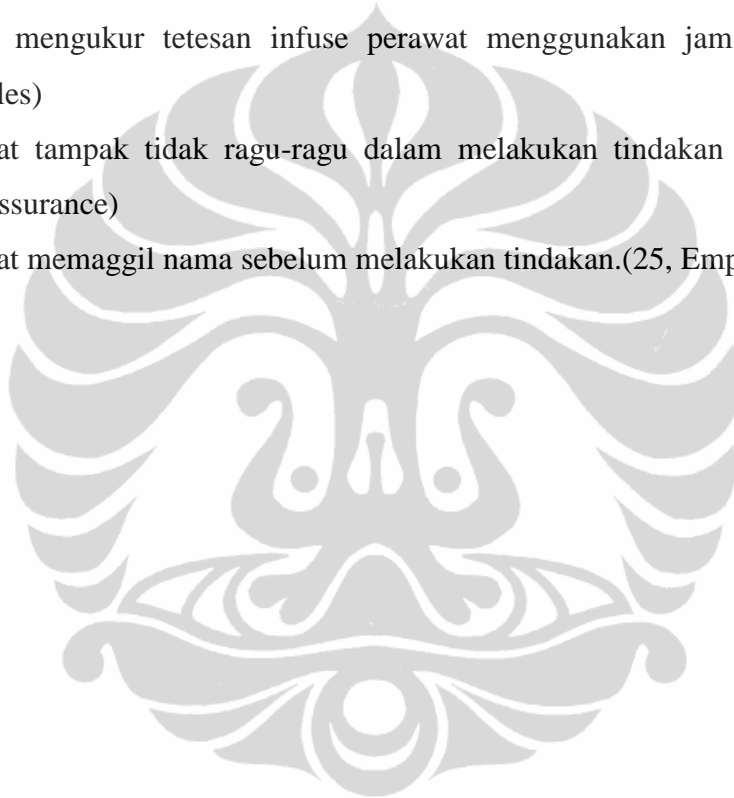 mengukur tetesan infuse perawat menggunakan jam
les)
at tampak tidak ragu-ragu dalam melakukan tindakan
ssurance)
at memaggil nama sebelum melakukan tindakan.(25, Emp